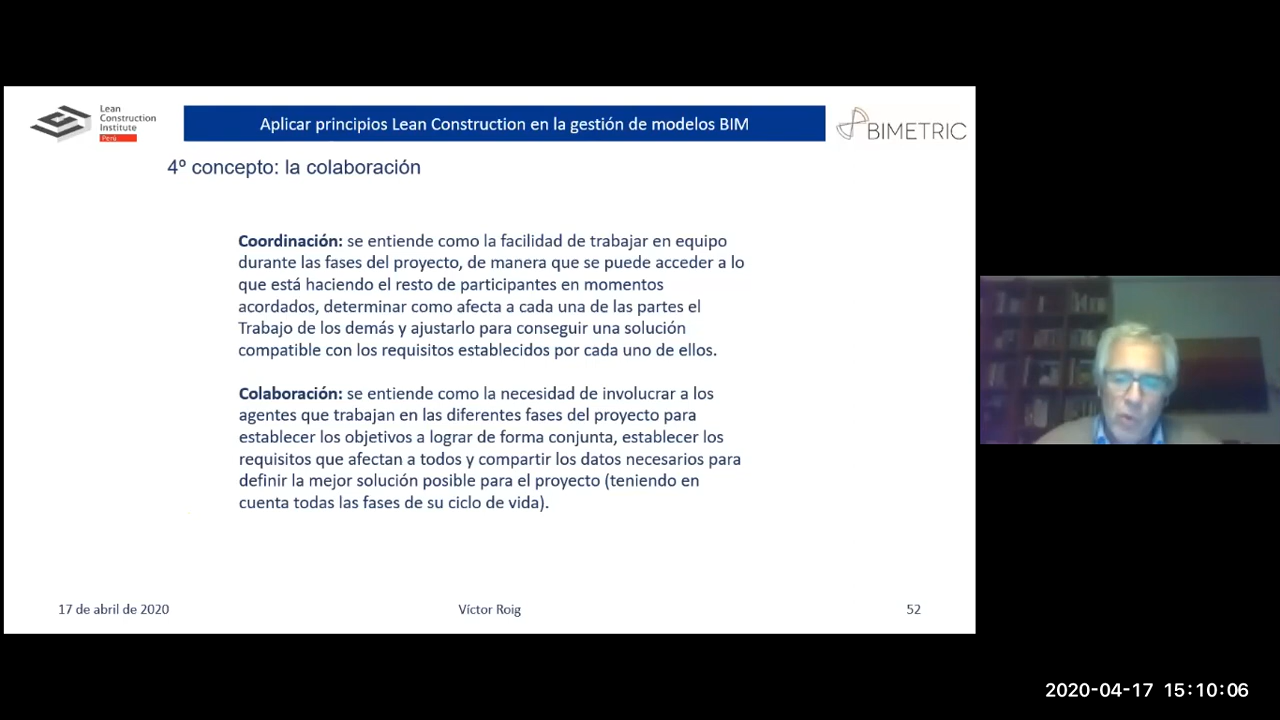 Lean
Construction
Institute
Perú
Aplicar principios Lean Construction en la gestión de modelos BIM
BIMETRIC
4º concepto: la colaboración
Coordinación: se entiende como la facilidad de trabajar en equipo
durante las fases del proyecto, de manera que se puede acceder a lo
que está haciendo el resto de participantes en momentos
acordados, determinar como afecta a cada una de las partes el
Trabajo de los demás y ajustarlo para conseguir una solución
compatible con los requisitos establecidos por cada uno de ellos.
Colaboración: se entiende como la necesidad de involucrar a los
agentes que trabajan en las diferentes fases del proyecto para
establecer los objetivos a lograr de forma conjunta, establecer los
requisitos que afectan a todos y compartir los datos necesarios para
definir la mejor solución posible para el proyecto (teniendo en
cuenta todas las fases de su ciclo de vida).
17 de abril de 2020
Víctor Roig
52
2020-04-17 15:10:06